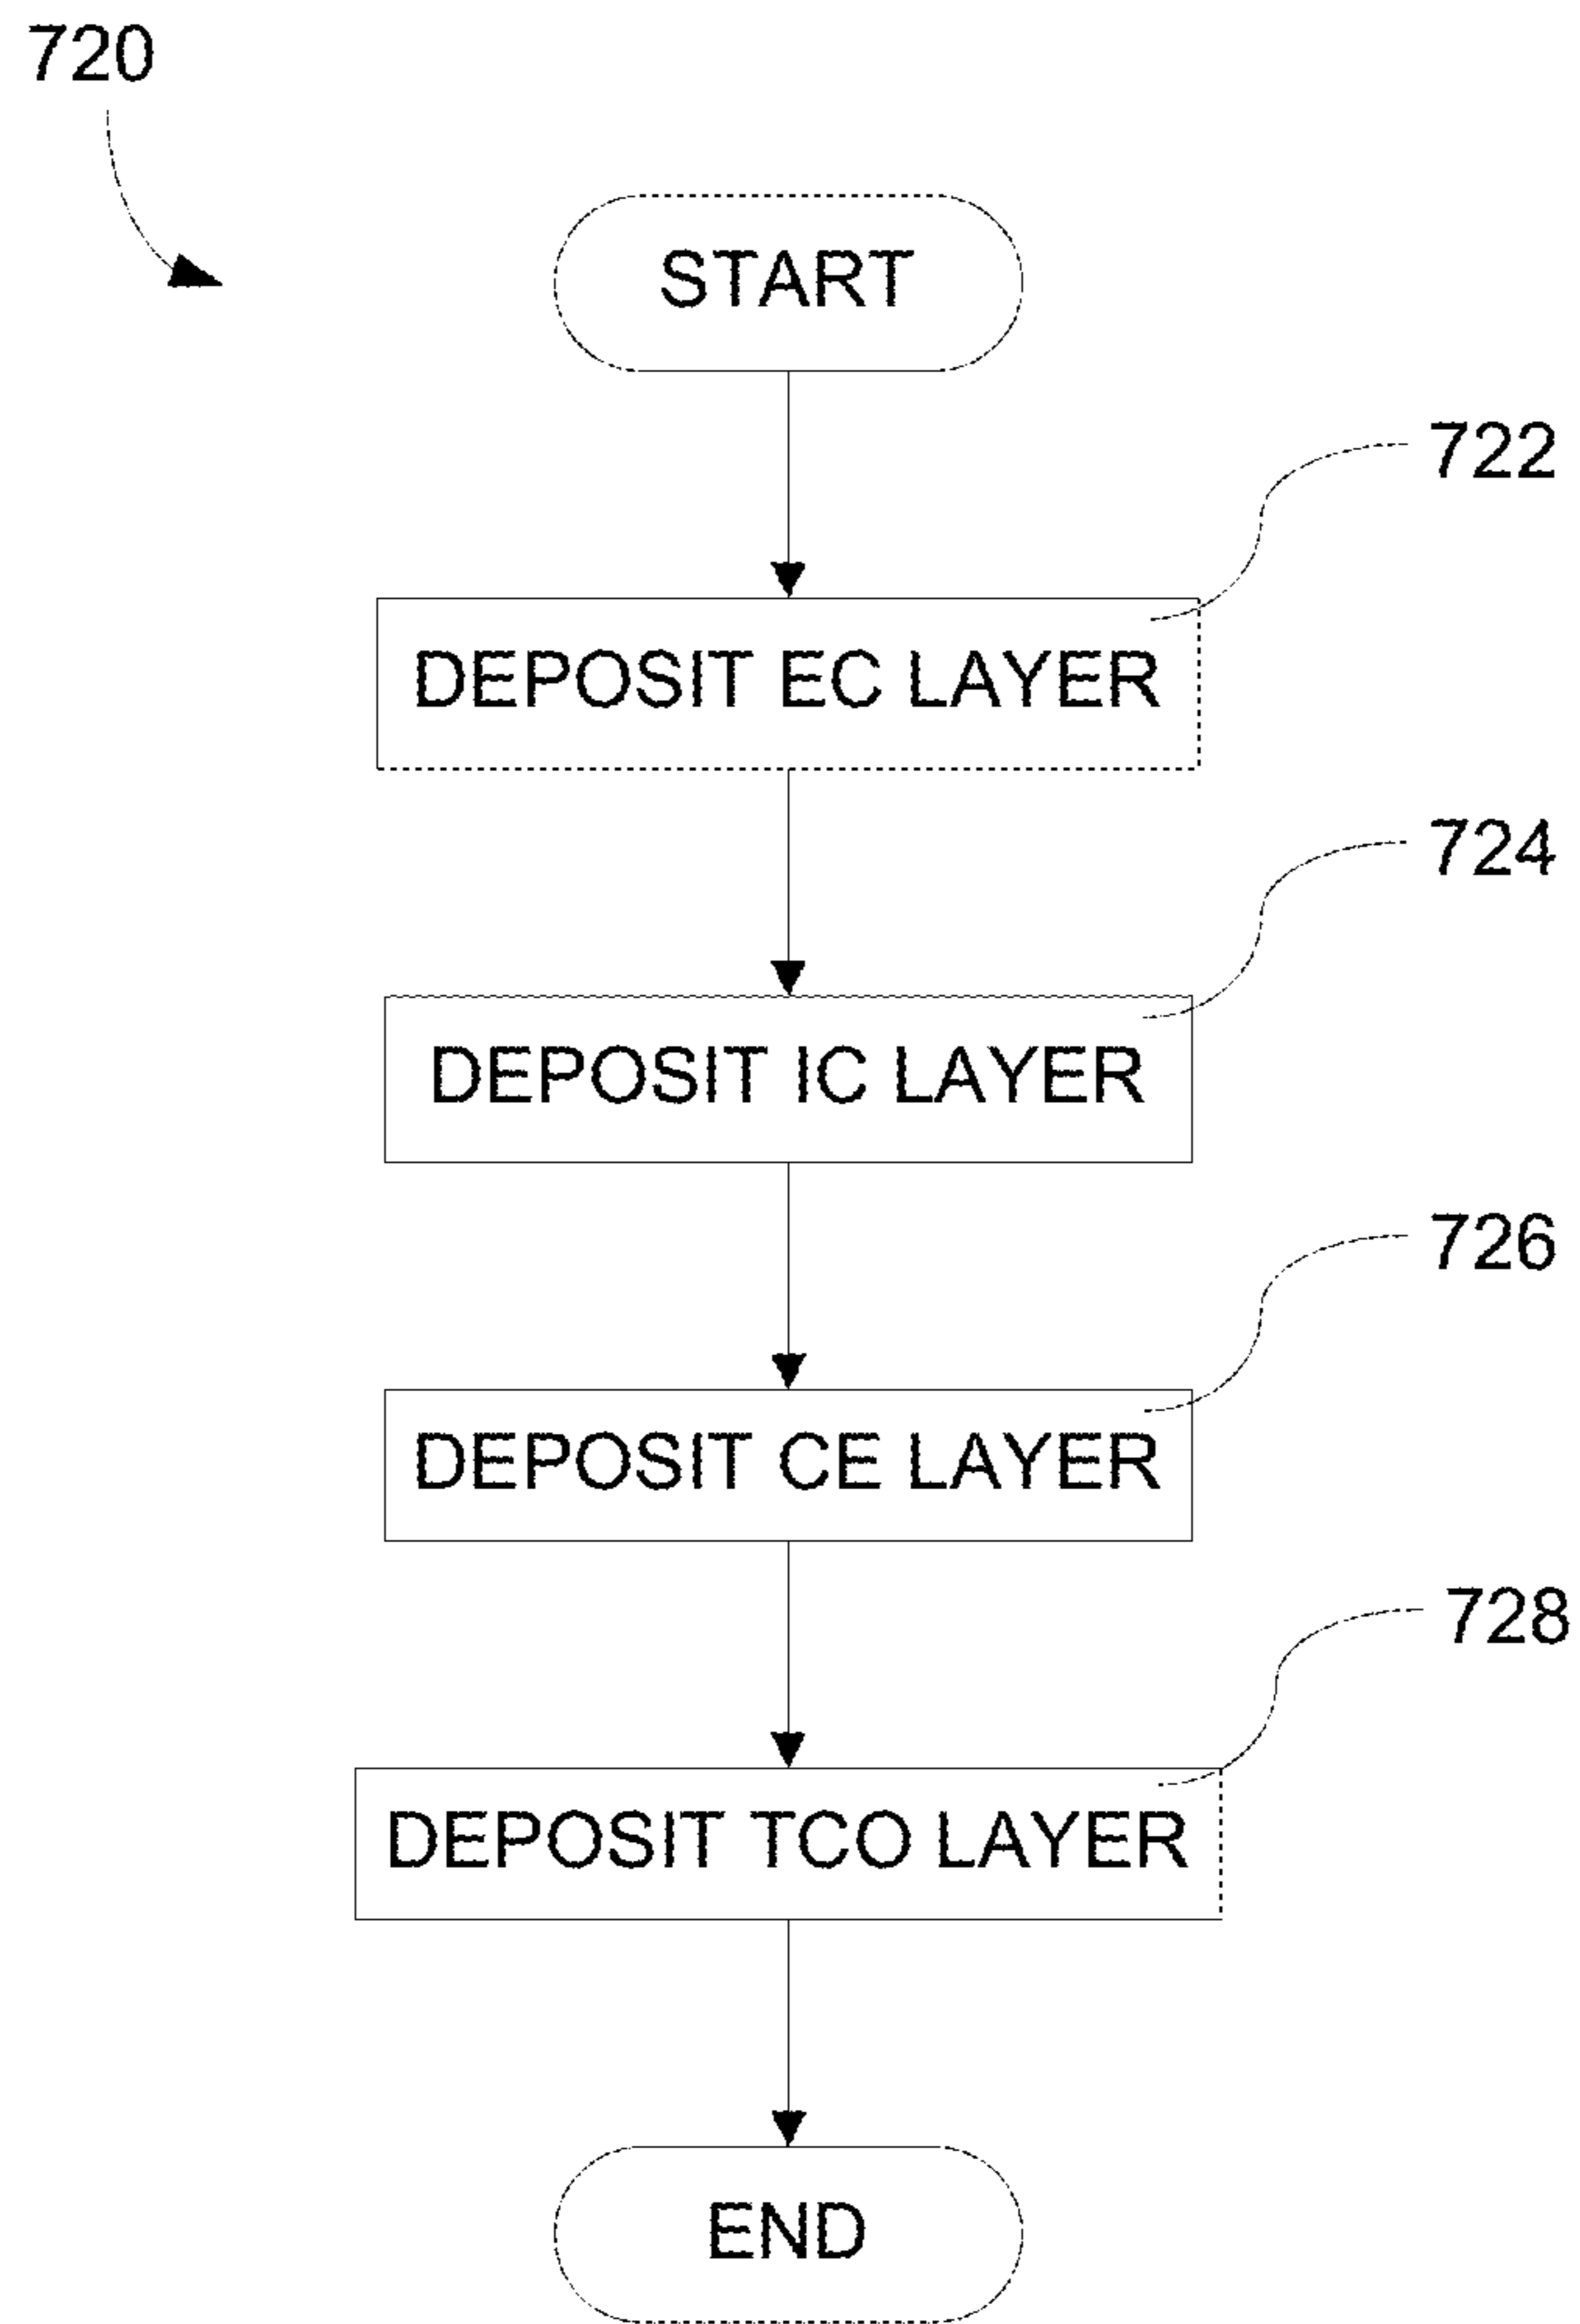 720
START
722
DEPOSIT EC LAYER
724
DEPOSIT IC LAYER
726
DEPOSIT CE LAYER
728
DEPOSIT TCO LAYER
END